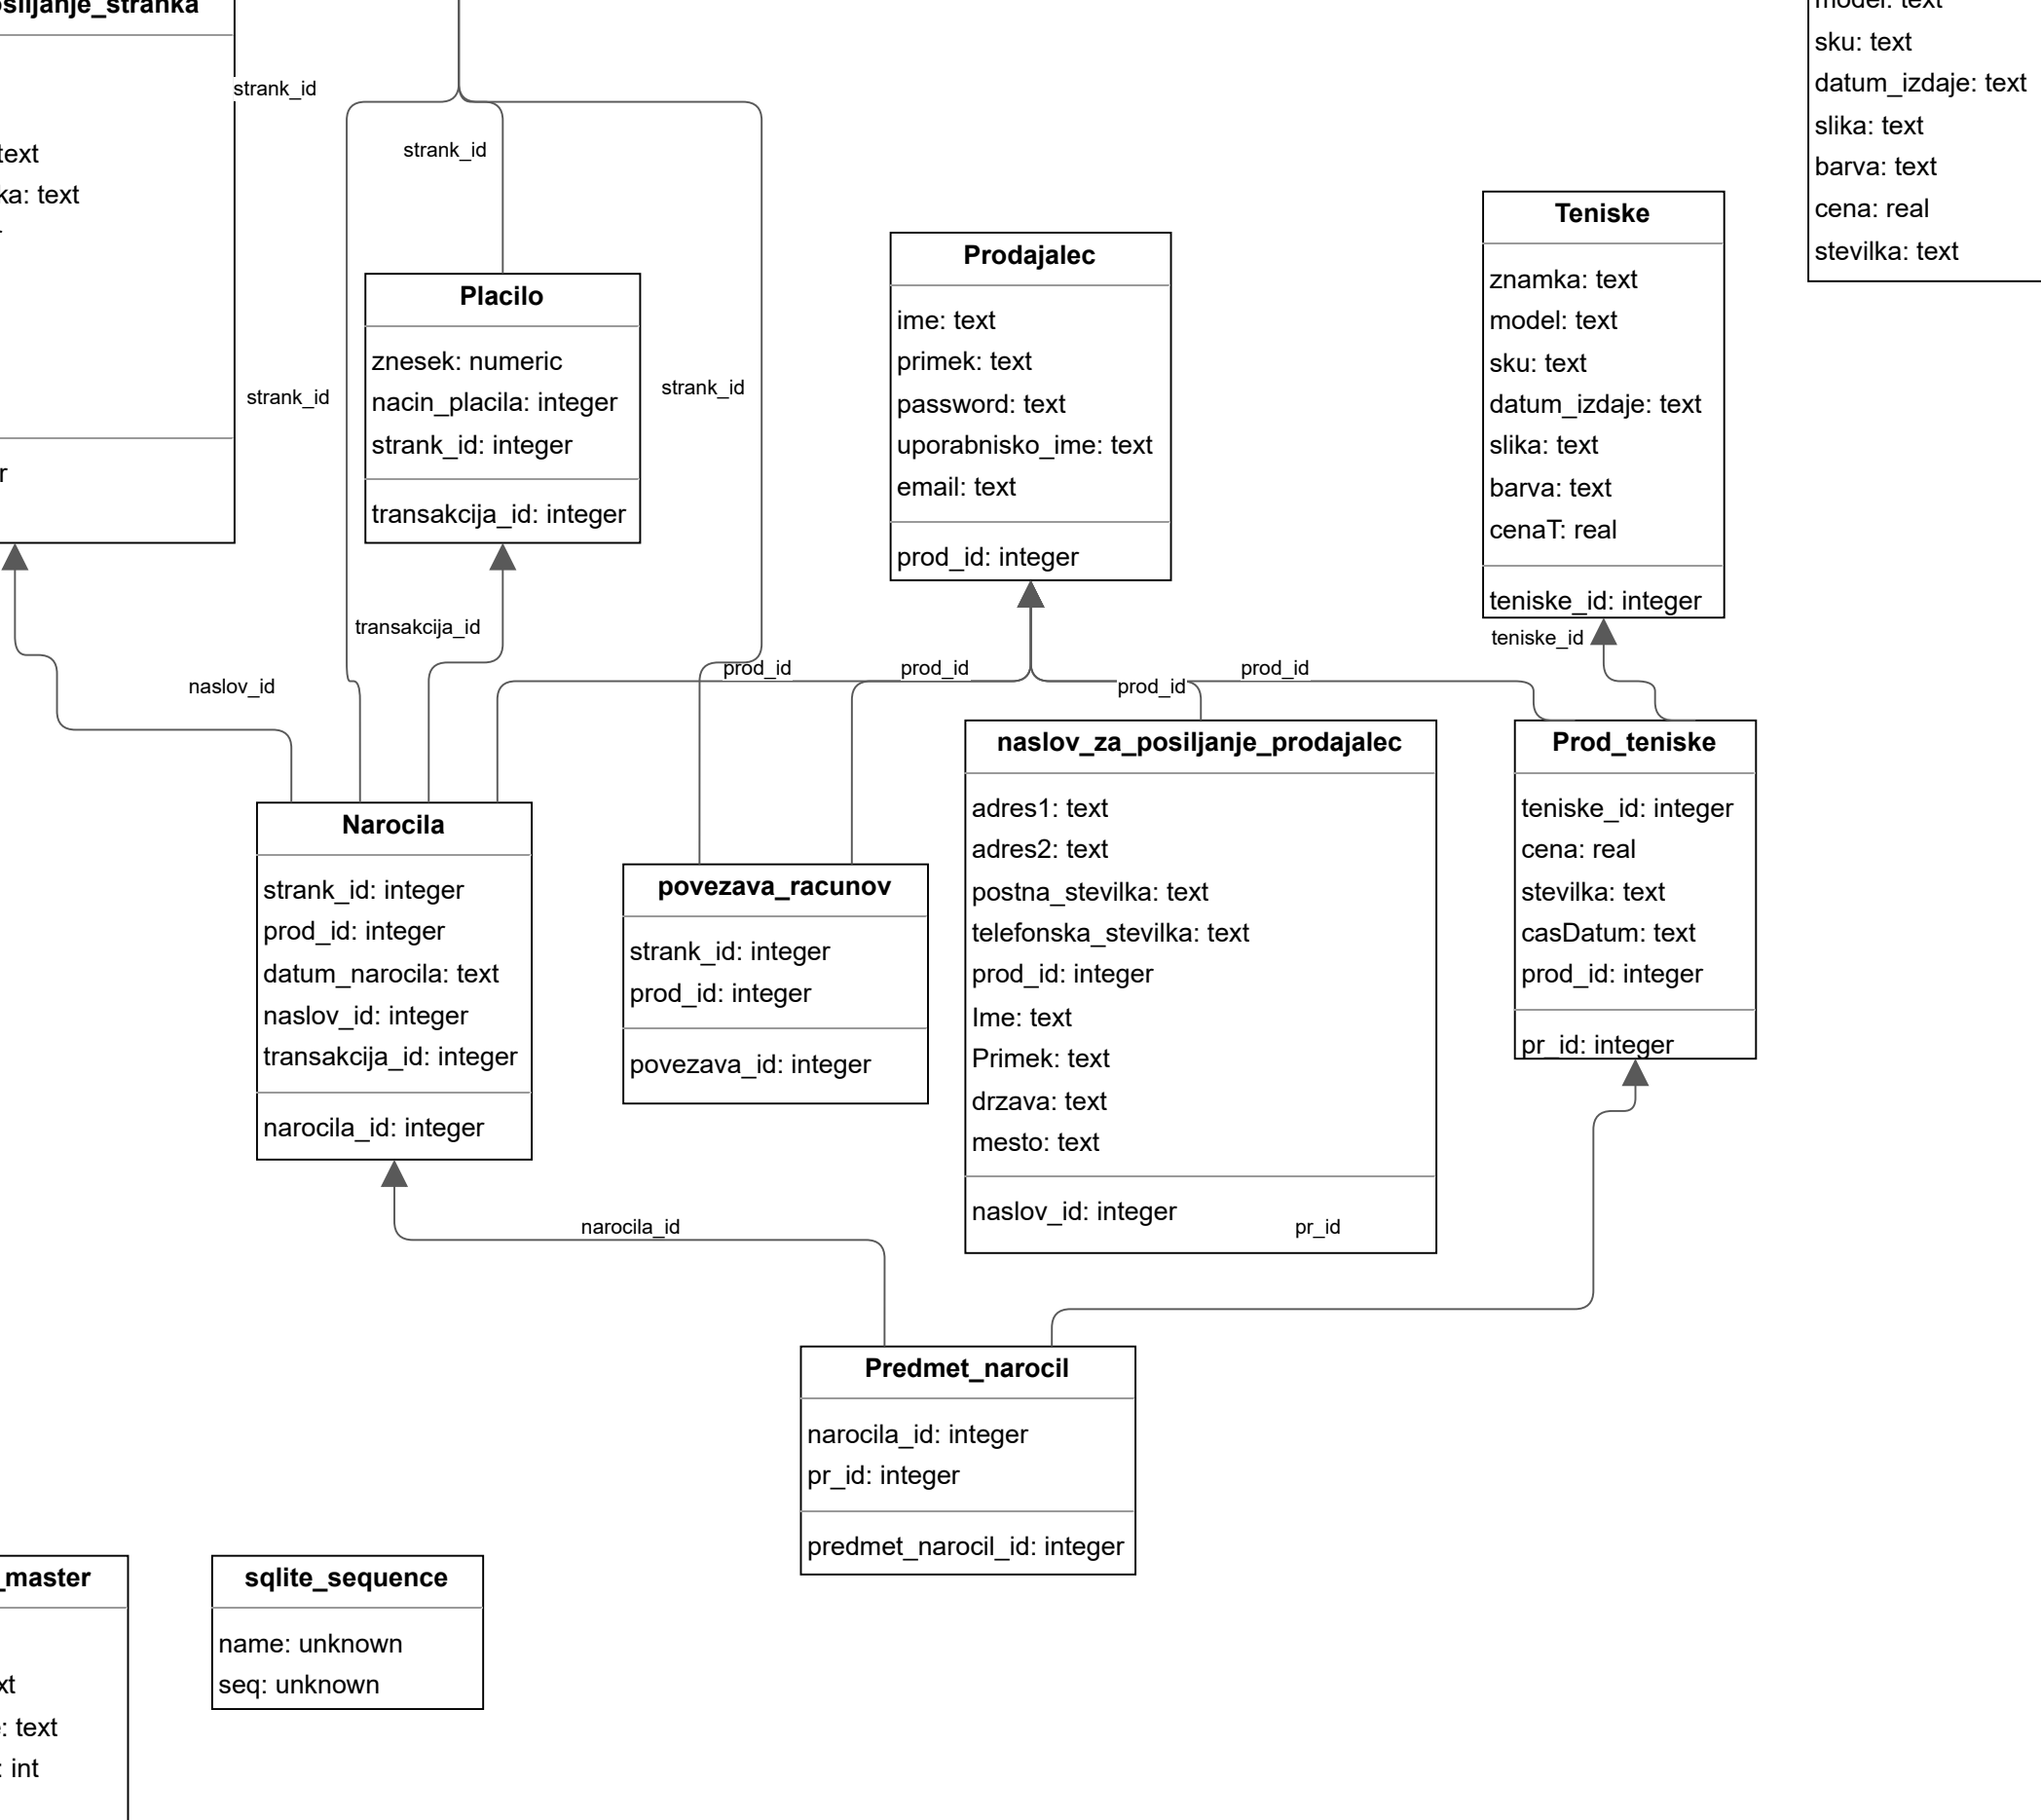 strank_id
text
text
strank_id
strank_id
strank_id
strank_id
Placilo
znesek: numeric
nacin_placila: integer
strank_id: integer
transakcija_id: integer
Prodajalec
ime: text
primek: text
password: text
uporabnisko_ime: text
email: text
prod_id: integer
Teniske
znamka: text
model: text
sku: text
datum_izdaje: text
slika: text
barva: text
cenaT: real
teniske_id: integer
model: text
sku: text
datum_izdaje: text
slika: text
barva: text
cena: real
stevilka: text
naslov_id
transakcija_id
prod_id
prod_id
prod_id
prod_id
teniske_id
Narocila
strank_id: integer
prod_id: integer
datum_narocila: text
naslov_id: integer
transakcija_id: integer
narocila_id: integer
povezava_racunov
strank_id: integer
prod_id: integer
povezava_id: integer
naslov_za_posiljanje_prodajalec
adres1: text
adres2: text
postna_stevilka: text
telefonska_stevilka: text
prod_id: integer
Ime: text
Primek: text
drzava: text
mesto: text
naslov_id: integer
Prod_teniske
teniske_id: integer
cena: real
stevilka: text
casDatum: text
prod_id: integer
pr_id: integer
narocila_id
pr_id
Predmet_narocil
narocila_id: integer
pr_id: integer
predmet_narocil_id: integer
_master
: text
: int
sqlite_sequence
name: unknown
seq: unknown